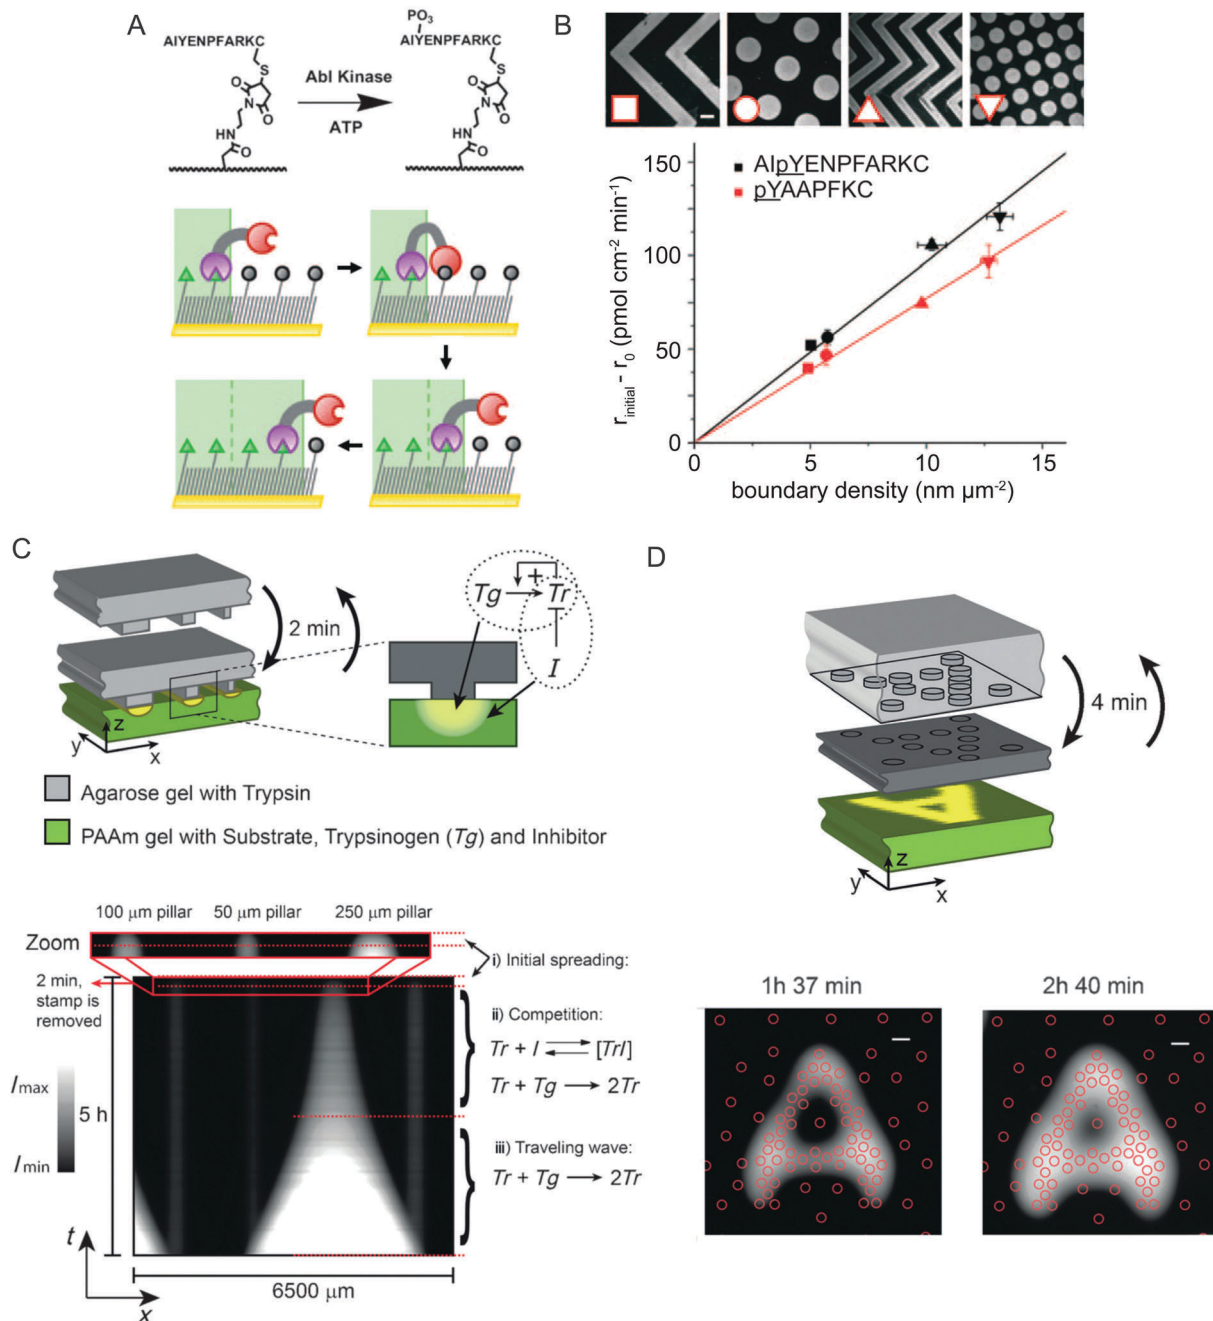 A
PO₃
AIYENPFARKC
AIYENPFARKC
S
O
N
O
HN
O
Abl Kinase
ATP
S
O
N
O
HN
O
B
150
100
50
0
0
5
10
15
AIpYENPFARKC
pYAAPFKC
r_initial - r_0 (pmol cm⁻² min⁻¹)
boundary density (nm µm⁻²)
C
2 min
z
y
x
+
Tg
Tr
I
Agarose gel with Trypsin
PAAm gel with Substrate, Trypsinogen (Tg) and Inhibitor
100 µm pillar
50 µm pillar
250 µm pillar
Zoom
i) Initial spreading:
2 min,
stamp is
removed
ii) Competition:
Tr + I ⇌ [TrI]
Tr + Tg → 2Tr
Imax
5 h
Imin
iii) Traveling wave:
Tr + Tg → 2Tr
t
x
6500 µm
D
4 min
z
y
x
1h 37 min
2h 40 min